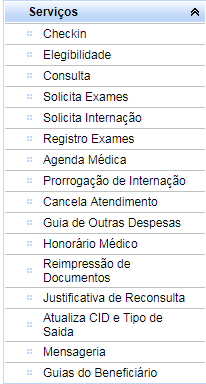 Serviços
Checkin
Elegibilidade
Consulta
Solicita Exames
Solicita Internação
Registro Exames
Agenda Médica
Prorrogação de Internação
Cancela Atendimento
Guia de Outras Despesas
Honorário Médico
Reimpressão de
Documentos
Justificativa de Reconsulta
Atualiza CID e Tipo de
Saida
Mensageria
Guias do Beneficiário